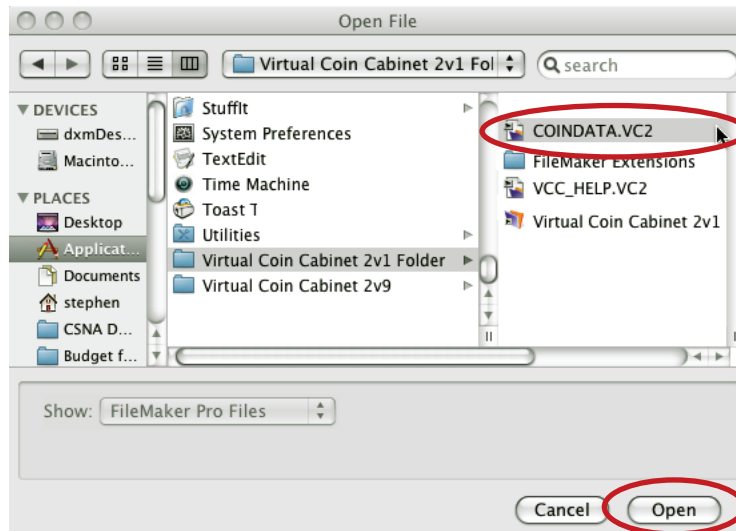 Open File
Virtual Coin Cabinet 2v1 Fol
search
DEVICES
dxmDes...
Macinto...
PLACES
Desktop
Applicat...
Documents
stephen
CSNA D...
Budget f...
StuffIt
System Preferences
TextEdit
Time Machine
Toast T
Utilities
Virtual Coin Cabinet 2v1 Folder
Virtual Coin Cabinet 2v9
COINDATA.VC2
FileMaker Extensions
VCC_HELP.VC2
Virtual Coin Cabinet 2v1
Show: FileMaker Pro Files
Cancel Open